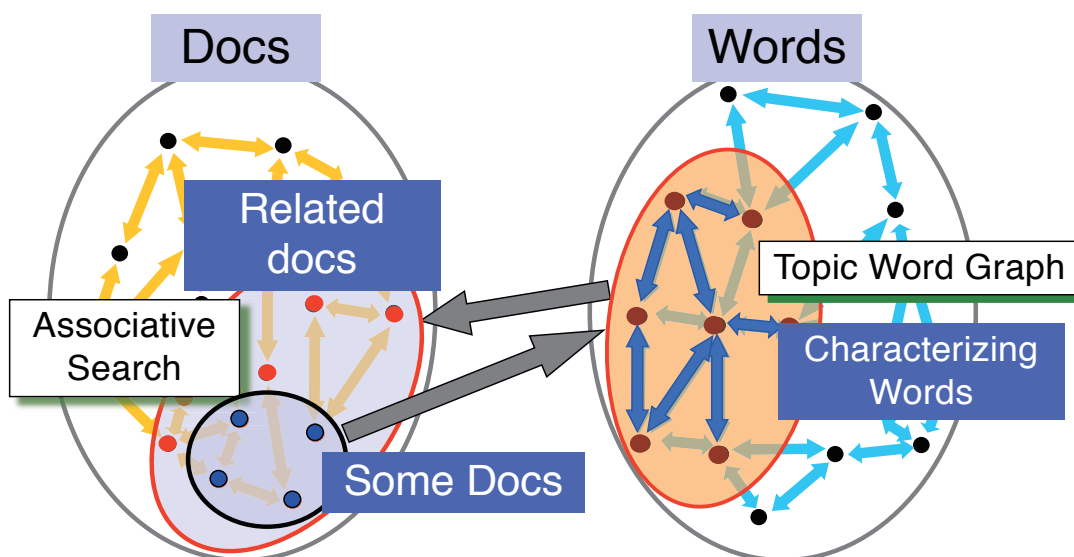 Docs
Words
Related
docs
Topic Word Graph
Associative
Search
Characterizing
Words
Some Docs